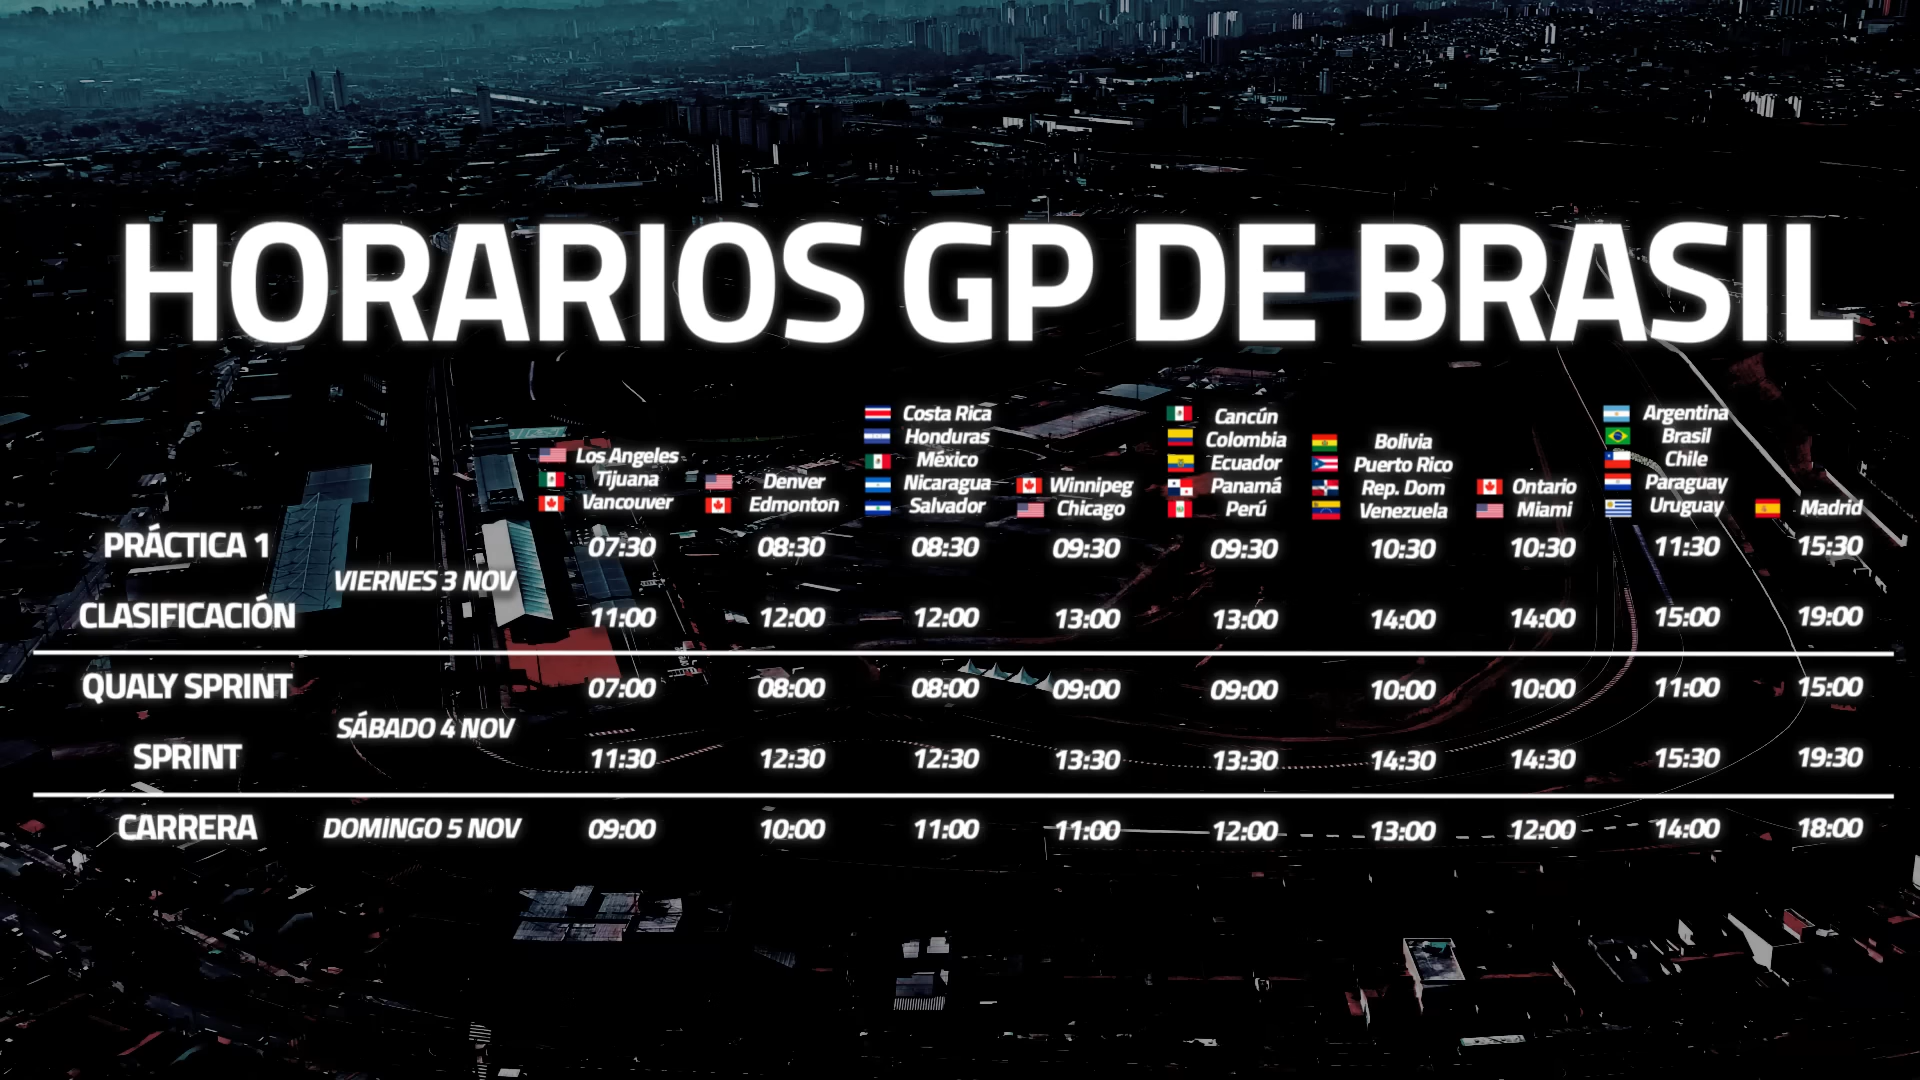 HORARIOS GP DE BRASIL
Los Angeles
Tijuana
Vancouver
Denver
Edmonton
Costa Rica
Honduras
México
Nicaragua
Salvador
Winnipeg
Chicago
Cancún
Colombia
Ecuador
Panamá
Perú
Bolivia
Puerto Rico
Rep. Dom
Venezuela
Ontario
Miami
Argentina
Brasil
Chile
Paraguay
Uruguay
Madrid
PRÁCTICA 1 07:30 08:30 08:30 09:30 09:30 10:30 10:30 11:30 15:30
VIERNES 3 NOV
CLASIFICACIÓN 11:00 12:00 12:00 13:00 13:00 14:00 14:00 15:00 19:00
QUALY SPRINT 07:00 08:00 08:00 09:00 09:00 10:00 10:00 11:00 15:00
SÁBADO 4 NOV
SPRINT 11:30 12:30 12:30 13:30 13:30 14:30 14:30 15:30 19:30
CARRERA DOMINGO 5 NOV 09:00 10:00 11:00 11:00 12:00 13:00 12:00 14:00 18:00